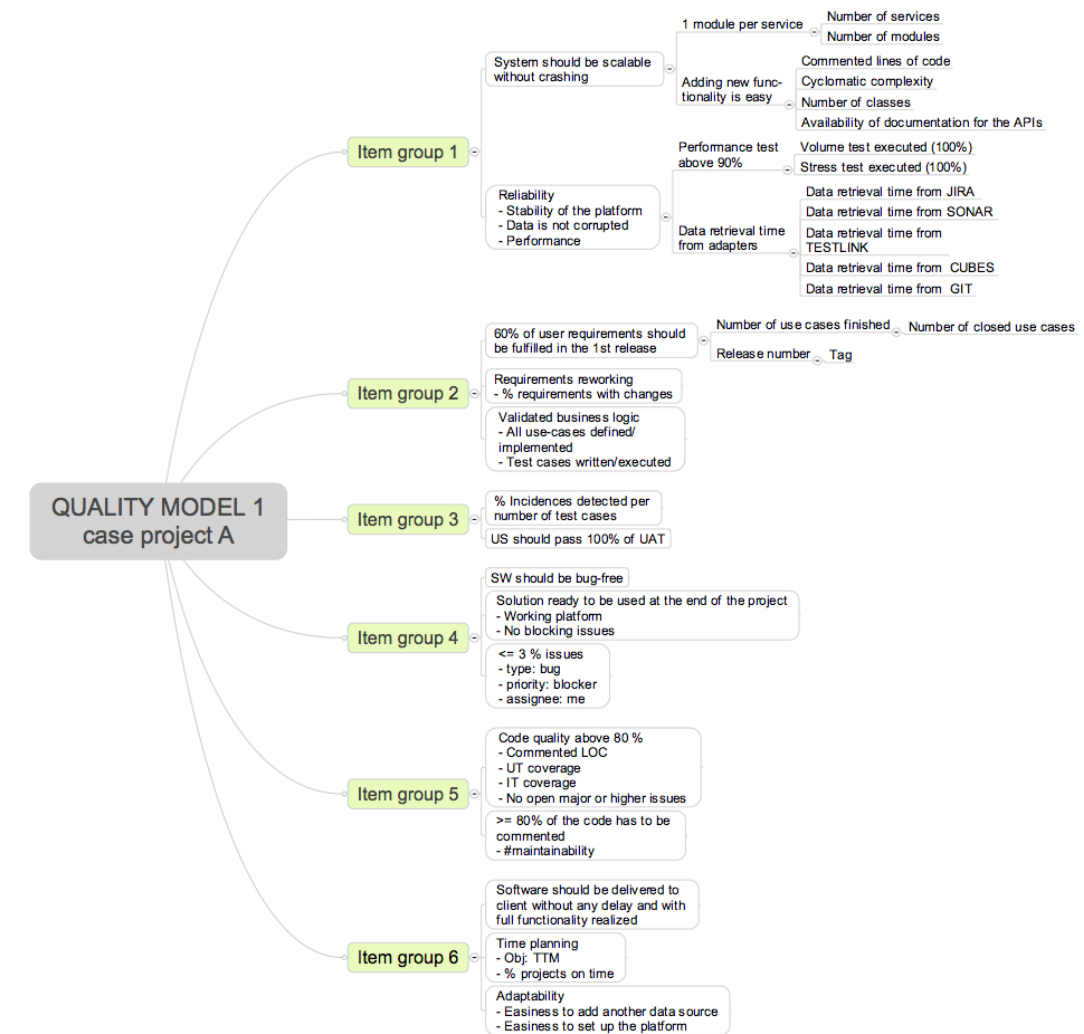 QUALITY MODEL 1
case project A
Item group 1
System should be scalable
without crashing
1 module per service
Number of services
Number of modules
Adding new func-
tionality is easy
Commented lines of code
Cyclomatic complexity
Number of classes
Availability of documentation for the APIs
Reliability
- Stability of the platform
- Data is not corrupted
- Performance
Performance test
above 90%
Volume test executed (100%)
Stress test executed (100%)
Data retrieval time
from adapters
Data retrieval time from JIRA
Data retrieval time from SONAR
Data retrieval time from
TESTLINK
Data retrieval time from CUBES
Data retrieval time from GIT
Item group 2
60% of user requirements should
be fulfilled in the 1st release
Number of use cases finished
Number of closed use cases
Release number
Tag
Requirements reworking
- % requirements with changes
Validated business logic
- All use-cases defined/
implemented
- Test cases written/executed
Item group 3
% Incidences detected per
number of test cases
US should pass 100% of UAT
Item group 4
SW should be bug-free
Solution ready to be used at the end of the project
- Working platform
- No blocking issues
<= 3 % issues
- type: bug
- priority: blocker
- assignee: me
Item group 5
Code quality above 80 %
- Commented LOC
- UT coverage
- IT coverage
- No open major or higher issues
>= 80% of the code has to be
commented
- #maintainability
Item group 6
Software should be delivered to
client without any delay and with
full functionality realized
Time planning
- Obj: TTM
- % projects on time
Adaptability
- Easiness to add another data source
- Easiness to set up the platform